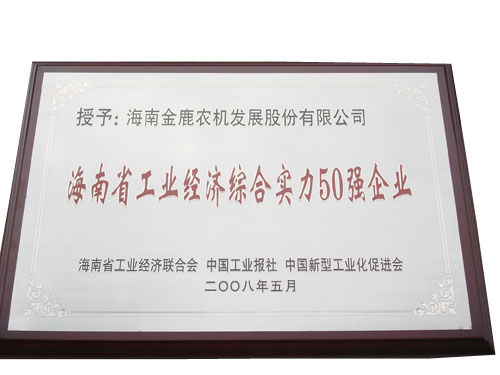 授予：海南金鹿农机发展股份有限公司
海南省工业经济综合实力50强企业
海南省工业经济联合会 中国工业报社 中国新型工业化促进会
二〇〇八年五月